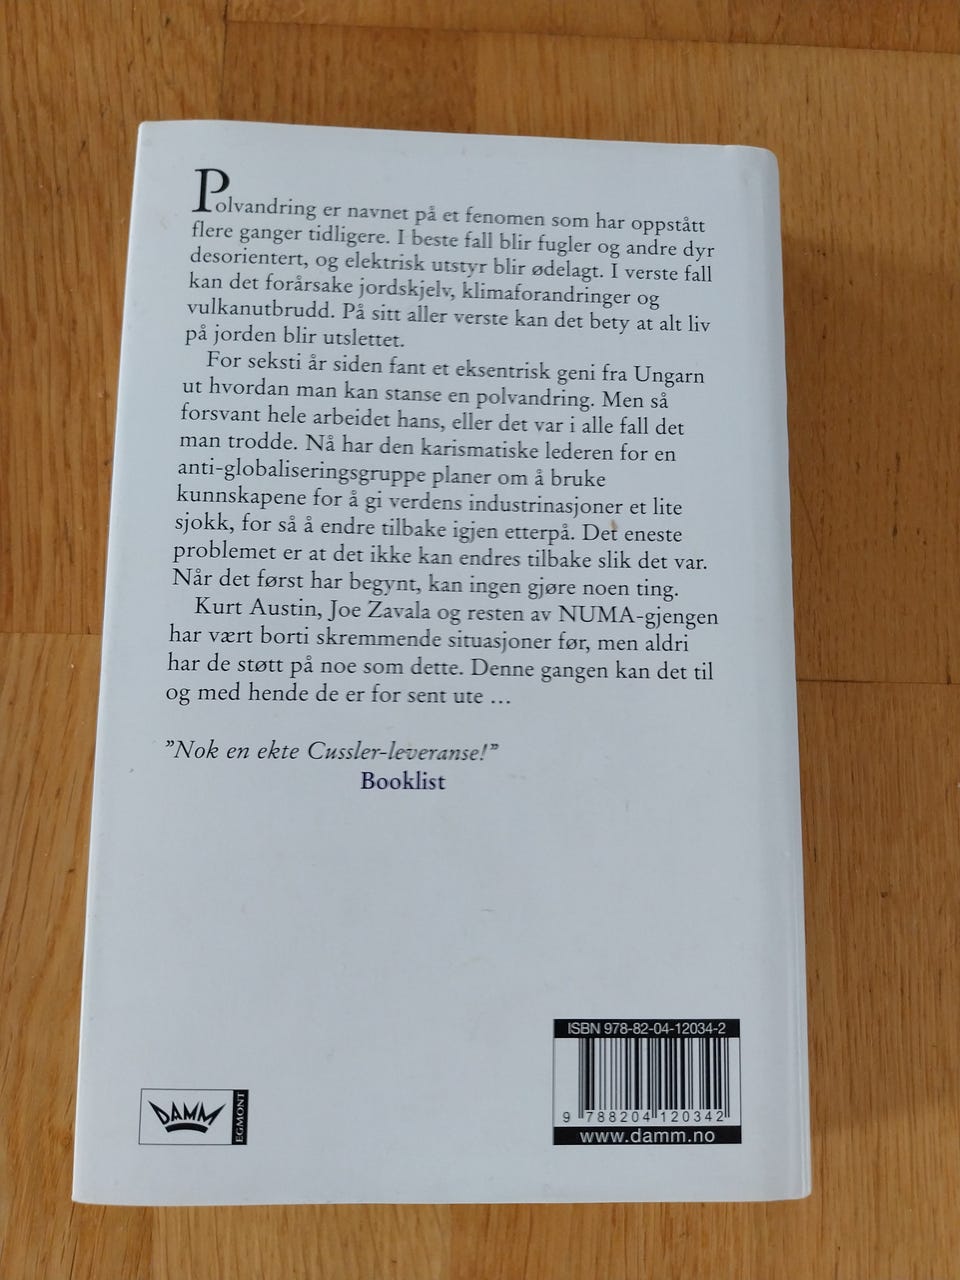 Polvandring er navnet på et fenomen som har oppstått
flere ganger tidligere. I beste fall blir fugler og andre dyr
desorientert, og elektrisk utstyr blir ødelagt. I verste fall
kan det forårsake jordskjelv, klimaforandringer og
vulkanutbrudd. På sitt aller verste kan det bety at alt liv
på jorden blir utslettet.
For seksti år siden fant et eksentrisk geni fra Ungarn
ut hvordan man kan stanse en polvandring. Men så
forsvant hele arbeidet hans, eller det var i alle fall det
man trodde. Nå har den karismatiske lederen for en
anti-globaliseringsgruppe planer om å bruke
kunnskapene for å gi verdens industrinasjoner et lite
sjokk, for så å endre tilbake igjen etterpå. Det eneste
problemet er at det ikke kan endres tilbake slik det var.
Når det først har begynt, kan ingen gjøre noen ting.
Kurt Austin, Joe Zavala og resten av NUMA-gjengen
har vært borti skremmende situasjoner før, men aldri
har de støtt på noe som dette. Denne gangen kan det til
og med hende de er for sent ute …
”Nok en ekte Cussler-leveranse!”
Booklist
ISBN 978-82-04-12034-2
9 788204 120342
www.damm.no
DAMM
EGMONT